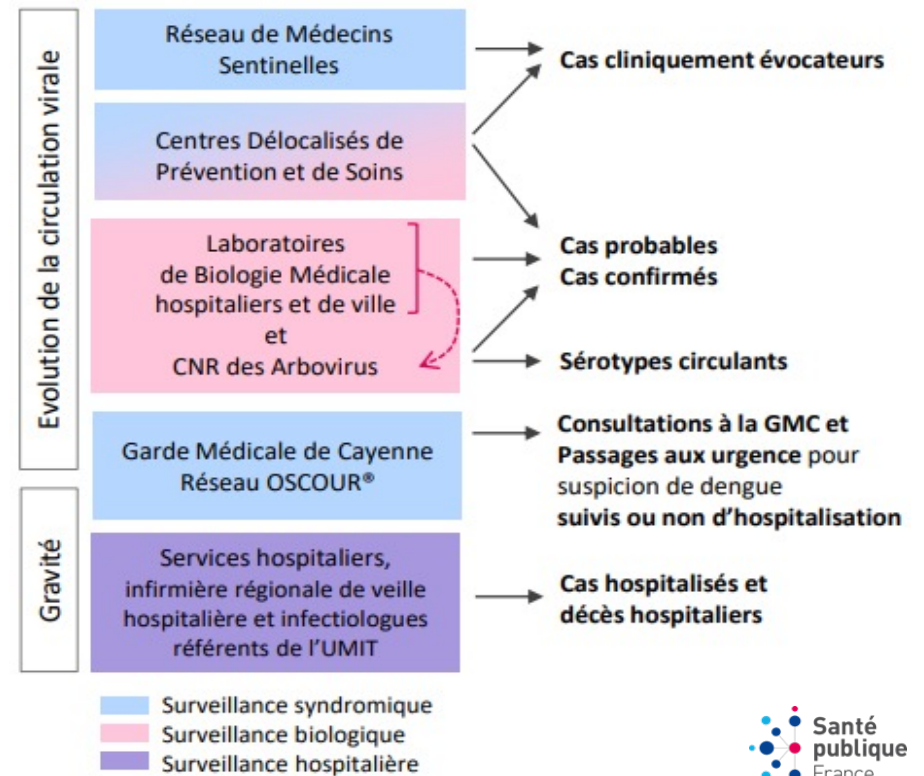 Evolution de la circulation virale
Gravité
Réseau de Médecins
Sentinelles
Cas cliniquement évocateurs
Centres Délocalisés de
Prévention et de Soins
Laboratoires
de Biologie Médicale
hospitaliers et de ville
et
CNR des Arbovirus
Cas probables
Cas confirmés
Sérotypes circulants
Garde Médicale de Cayenne
Réseau OSCOUR®
Consultations à la GMC et
Passages aux urgence pour
suspicion de dengue
suivis ou non d'hospitalisation
Services hospitaliers,
infirmière régionale de veille
hospitalière et infectiologues
référents de l'UMIT
Cas hospitalisés et
décès hospitaliers
Surveillance syndromique
Surveillance biologique
Surveillance hospitalière
Santé
publique
France